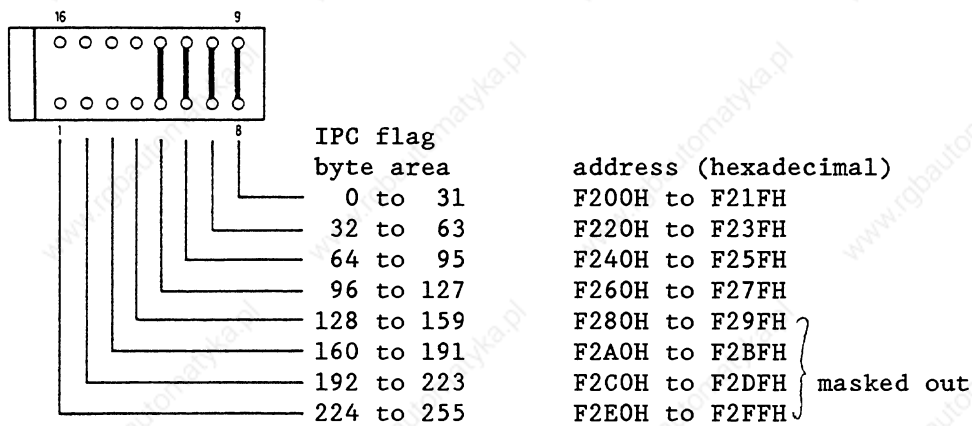 16 9
1 8
IPC flag
byte area address (hexadecimal)
0 to 31 F200H to F21FH
32 to 63 F220H to F23FH
64 to 95 F240H to F25FH
96 to 127 F260H to F27FH
128 to 159 F280H to F29FH
160 to 191 F2A0H to F2BFH
192 to 223 F2C0H to F2DFH masked out
224 to 255 F2E0H to F2FFH
www.rgbautomatyka.pl